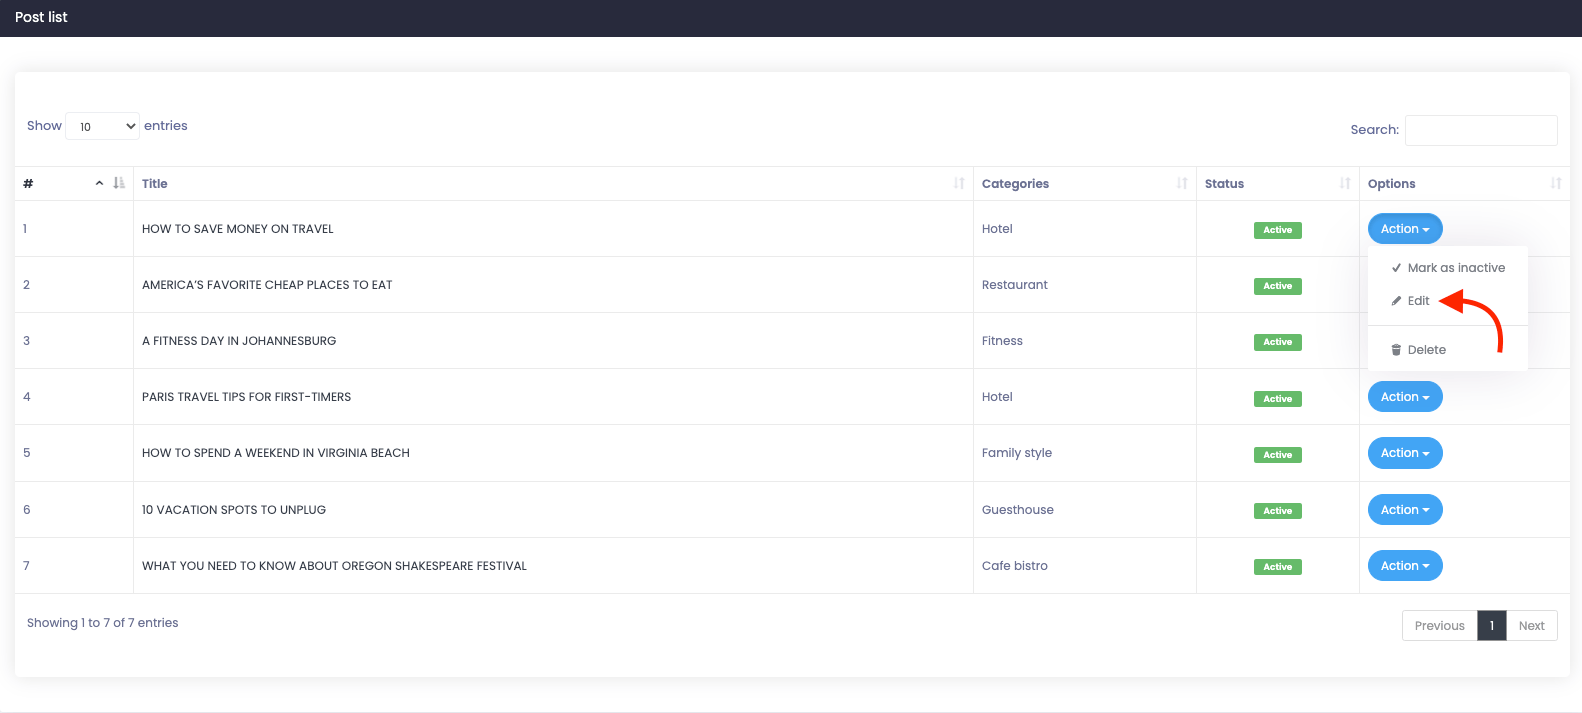 Post list
Show 10 entries
Search:
# Title Categories Status Options
1 HOW TO SAVE MONEY ON TRAVEL Hotel Active Action
Mark as inactive
2 AMERICA’S FAVORITE CHEAP PLACES TO EAT Restaurant Active
Edit
3 A FITNESS DAY IN JOHANNESBURG Fitness Active
Delete
4 PARIS TRAVEL TIPS FOR FIRST-TIMERS Hotel Active Action
5 HOW TO SPEND A WEEKEND IN VIRGINIA BEACH Family style Active Action
6 10 VACATION SPOTS TO UNPLUG Guesthouse Active Action
7 WHAT YOU NEED TO KNOW ABOUT OREGON SHAKESPEARE FESTIVAL Cafe bistro Active Action
Showing 1 to 7 of 7 entries
Previous 1 Next